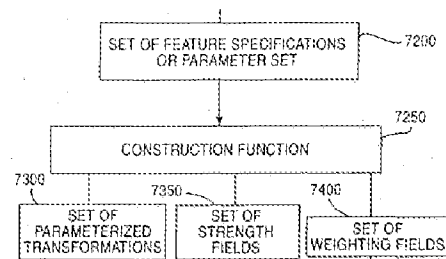 SET OF FEATURE SPECIFICATIONS
OR PARAMETER SET
7200
7250
CONSTRUCTION FUNCTION
7300
7350
7400
SET OF
PARAMETERIZED
TRANSFORMATIONS
SET OF
STRENGTH
FIELDS
SET OF
WEIGHTING FIELDS